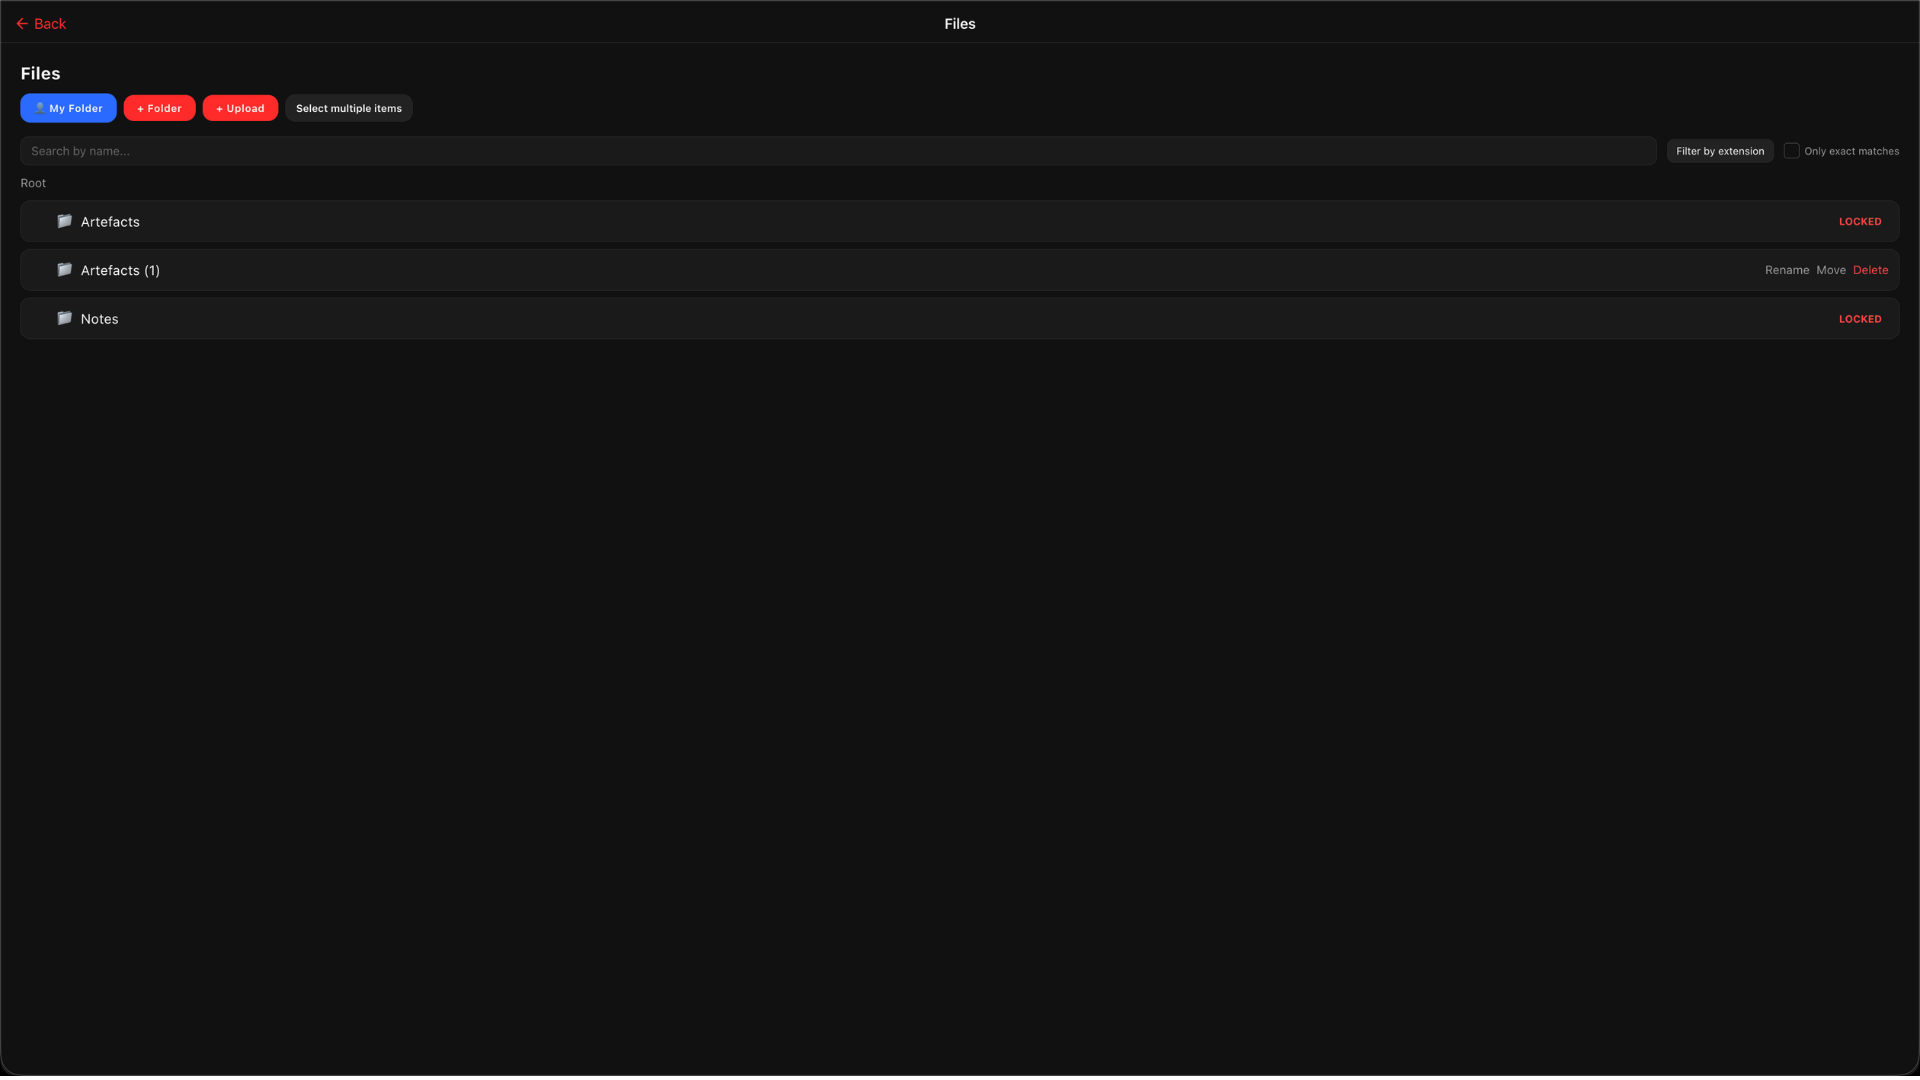 Back
Files
Files
My Folder
+ Folder
+ Upload
Select multiple items
Search by name...
Filter by extension
Only exact matches
Root
Artefacts
LOCKED
Artefacts (1)
Rename Move Delete
Notes
LOCKED